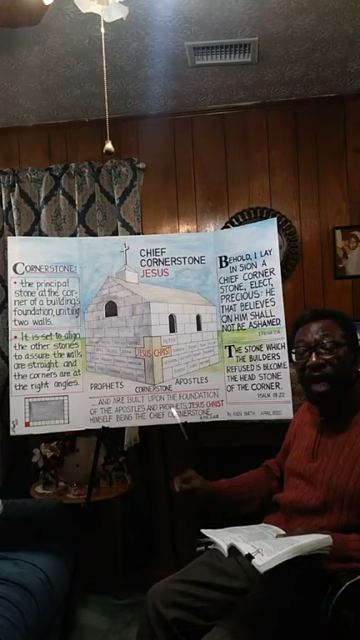 CORNERSTONE:
• the principal
stone at the cor-
ner of a building's
foundation, uniting
two walls.
• It is set to align
the other stones
to assure the walls
are straight and
the corners are at
the right angles.
CHIEF
CORNERSTONE
JESUS
JESUS CHRIST
PROPHETS CORNERSTONE APOSTLES
AND ARE BUILT UPON THE FOUNDATION
OF THE APOSTLES AND PROPHETS, JESUS CHRIST
HIMSELF BEING THE CHIEF CORNERSTONE.
BEHOLD, I LAY
IN SION A
CHIEF CORNER
STONE, ELECT,
PRECIOUS: HE
THAT BELIEVES
ON HIM SHALL
NOT BE ASHAMED.
THE STONE WHICH
THE BUILDERS
REFUSED IS BECOME
THE HEAD STONE
OF THE CORNER.
PSALM 118:22